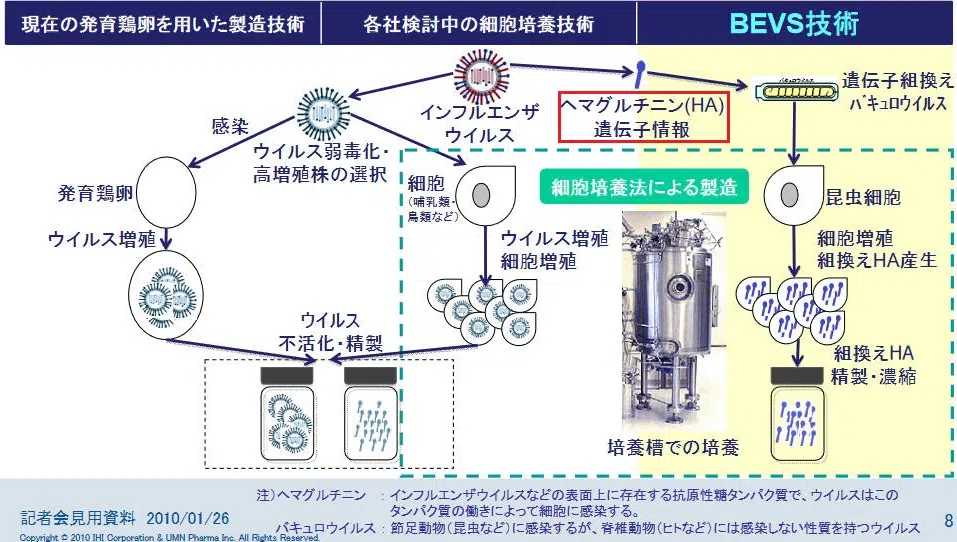 現在の発育鶏卵を用いた製造技術
各社検討中の細胞培養技術
BEVS技術
インフルエンザ
ウイルス
ヘマグルチニン(HA)
遺伝子情報
バキュロウイルス
遺伝子組換え
バキュロウイルス
感染
ウイルス弱毒化・
高増殖株の選択
発育鶏卵
ウイルス増殖
細胞
(哺乳類・
鳥類など)
ウイルス増殖
細胞増殖
細胞培養法による製造
昆虫細胞
細胞増殖
組換えHA産生
ウイルス
不活化・精製
組換えHA
精製・濃縮
培養槽での培養
注)ヘマグルチニン :インフルエンザウイルスなどの表面上に存在する抗原性糖タンパク質で、ウイルスはこの
タンパク質の働きによって細胞に感染する。
バキュロウイルス:節足動物(昆虫など)に感染するが、脊椎動物(ヒトなど)には感染しない性質を持つウイルス
記者会見用資料 2010/01/26
Copyright © 2010 IHI Corporation & UMN Pharma Inc. All Rights Reserved.
8